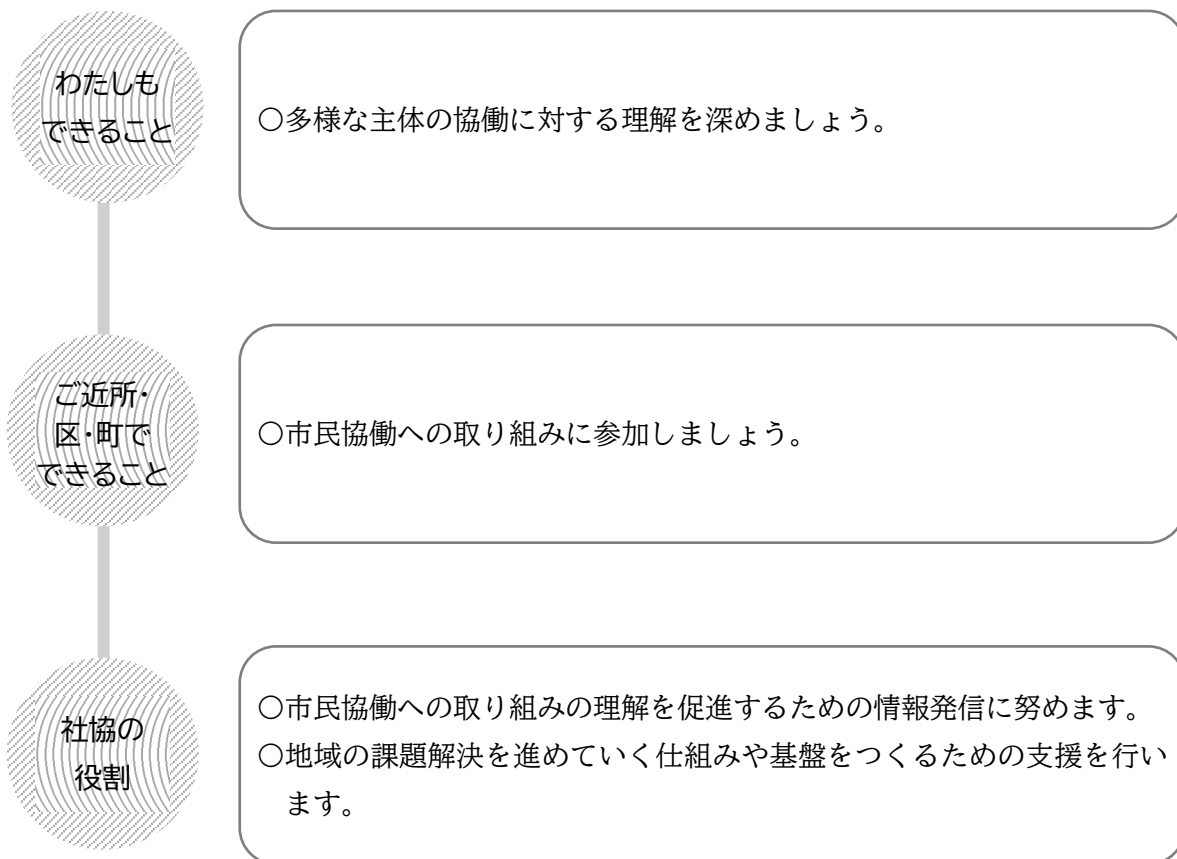 わたしも
できること
〇多様な主体の協働に対する理解を深めましょう。
ご近所・
区・町で
できること
〇市民協働への取り組みに参加しましょう。
社協の
役割
〇市民協働への取り組みの理解を促進するための情報発信に努めます。
〇地域の課題解決を進めていく仕組みや基盤をつくるための支援を行い
ます。